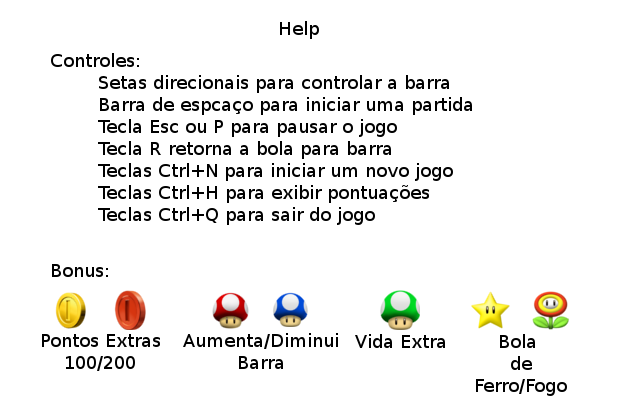 Help
Controles:
Setas direcionais para controlar a barra
Barra de espcaço para iniciar uma partida
Tecla Esc ou P para pausar o jogo
Tecla R retorna a bola para barra
Teclas Ctrl+N para iniciar um novo jogo
Teclas Ctrl+H para exibir pontuações
Teclas Ctrl+Q para sair do jogo
Bonus:
Pontos Extras
100/200
Aumenta/Diminui
Barra
Vida Extra
Bola
de
Ferro/Fogo